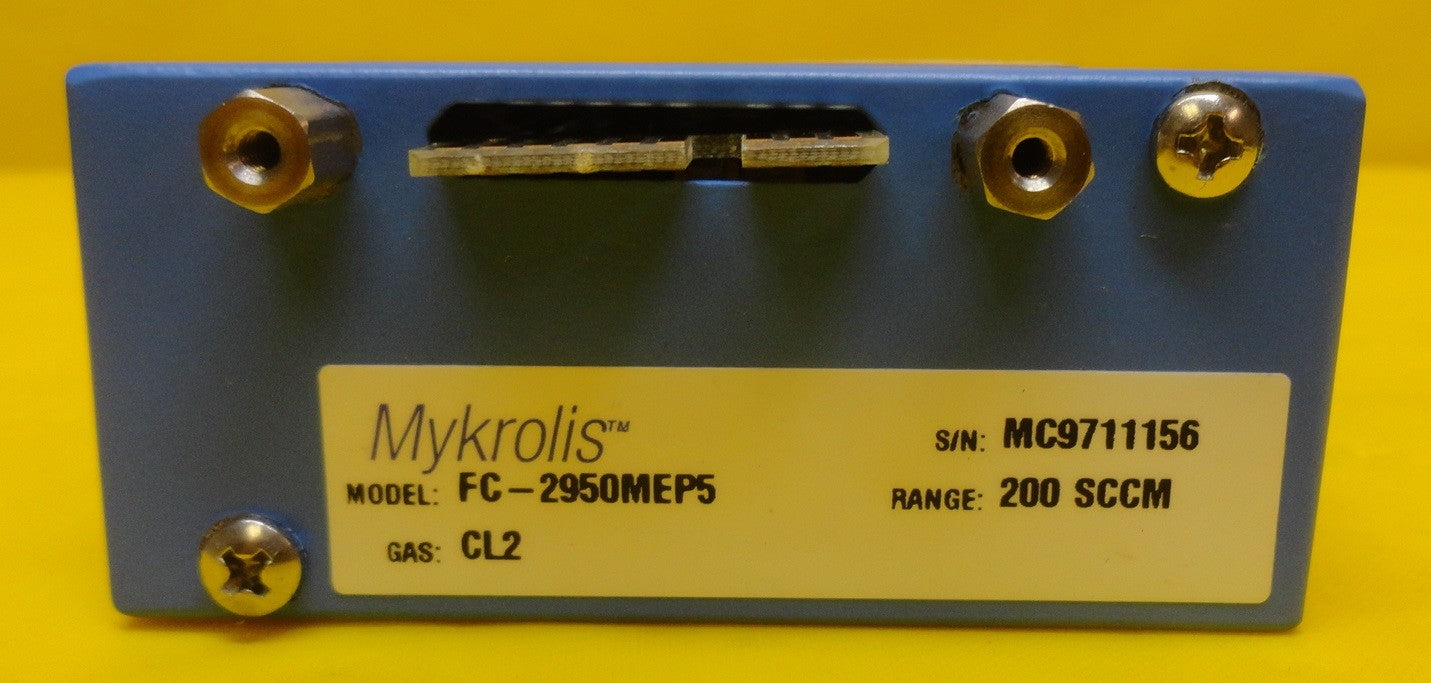 Mykrolis™
S/N: MC9711156
MODEL: FC-2950MEP5
RANGE: 200 SCCM
GAS: CL2